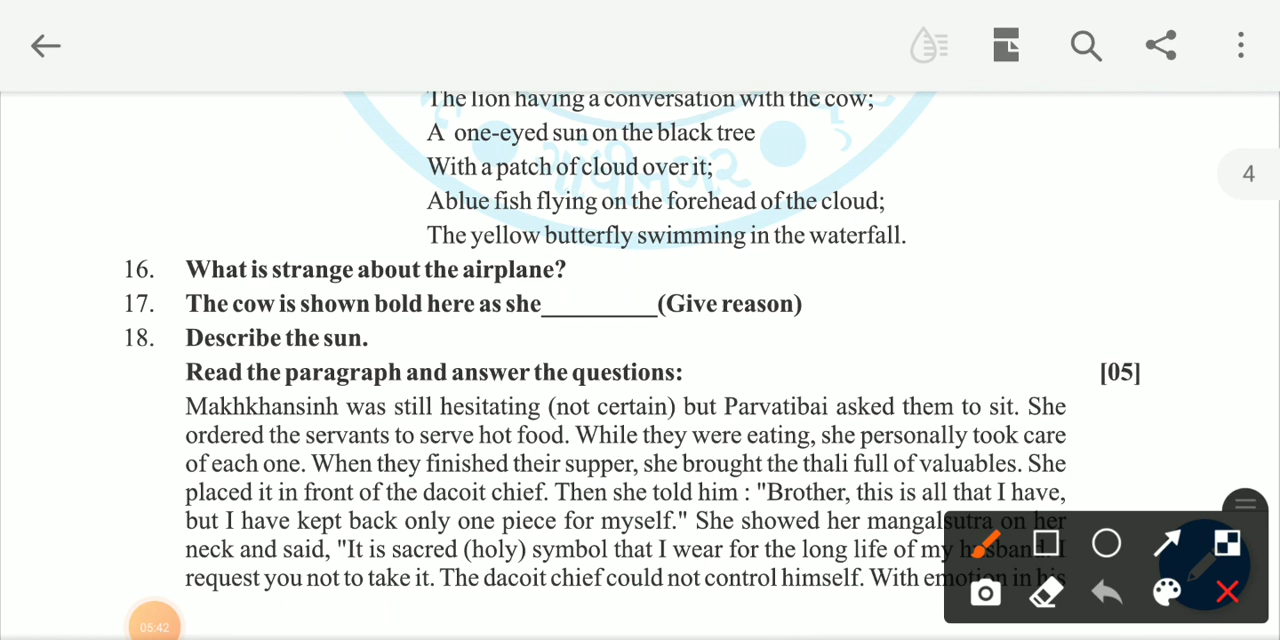 The lion having a conversation with the cow;
A one-eyed sun on the black tree
With a patch of cloud over it;
Ablue fish flying on the forehead of the cloud;
The yellow butterfly swimming in the waterfall.
4
16. What is strange about the airplane?
17. The cow is shown bold here as she_________(Give reason)
18. Describe the sun.
Read the paragraph and answer the questions: [05]
Makhkhansinh was still hesitating (not certain) but Parvatibai asked them to sit. She
ordered the servants to serve hot food. While they were eating, she personally took care
of each one. When they finished their supper, she brought the thali full of valuables. She
placed it in front of the dacoit chief. Then she told him : "Brother, this is all that I have,
but I have kept back only one piece for myself." She showed her mangalsutra on her
neck and said, "It is sacred (holy) symbol that I wear for the long life of my husband. I
request you not to take it. The dacoit chief could not control himself. With emotion in his
05:42
ગાંધીનગર